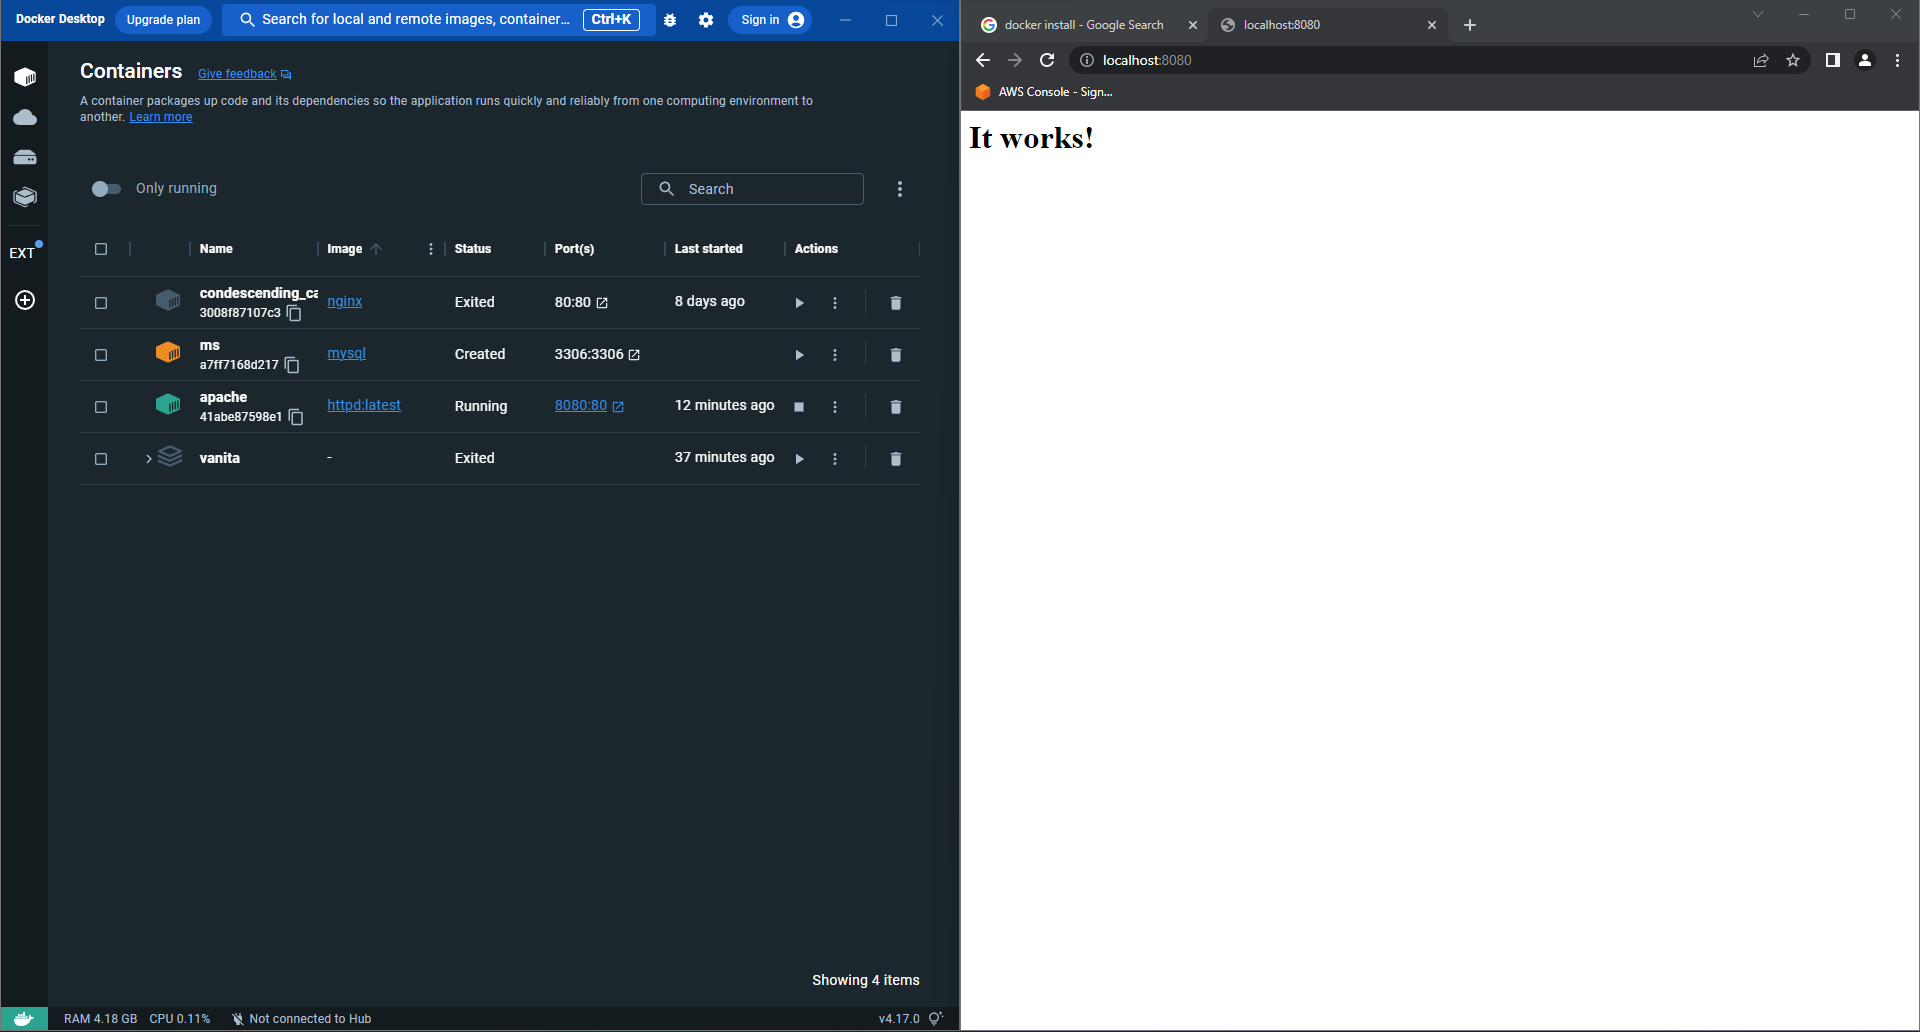 Docker Desktop
Upgrade plan
Search for local and remote images, container...
Ctrl+K
Sign in
Containers
Give feedback
A container packages up code and its dependencies so the application runs quickly and reliably from one computing environment to
another. Learn more
Only running
Search
EXT
Name Image Status Port(s) Last started Actions
condescending_ca
3008f87107c3
nginx Exited 80:80 8 days ago
ms
a7ff7168d217
mysql Created 3306:3306
apache
41abe87598e1
httpd:latest Running 8080:80 12 minutes ago
vanita - Exited 37 minutes ago
Showing 4 items
RAM 4.18 GB CPU 0.11% Not connected to Hub v4.17.0
docker install - Google Search
localhost:8080
localhost:8080
AWS Console - Sign...
It works!